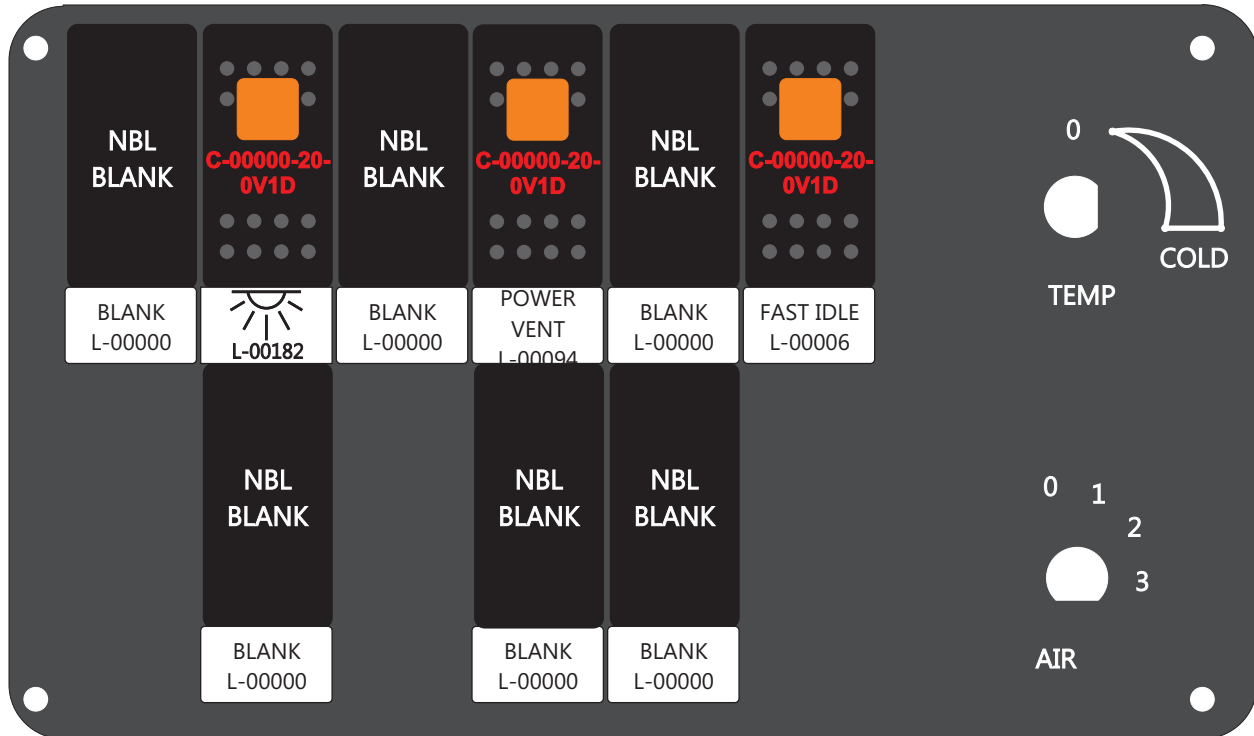 NBL
BLANK
C-00000-20-
0V1D
NBL
BLANK
C-00000-20-
0V1D
NBL
BLANK
C-00000-20-
0V1D
BLANK
L-00000
L-00182
BLANK
L-00000
POWER
VENT
L-00094
BLANK
L-00000
FAST IDLE
L-00006
0
COLD
TEMP
NBL
BLANK
NBL
BLANK
NBL
BLANK
BLANK
L-00000
BLANK
L-00000
BLANK
L-00000
0
1
2
3
AIR